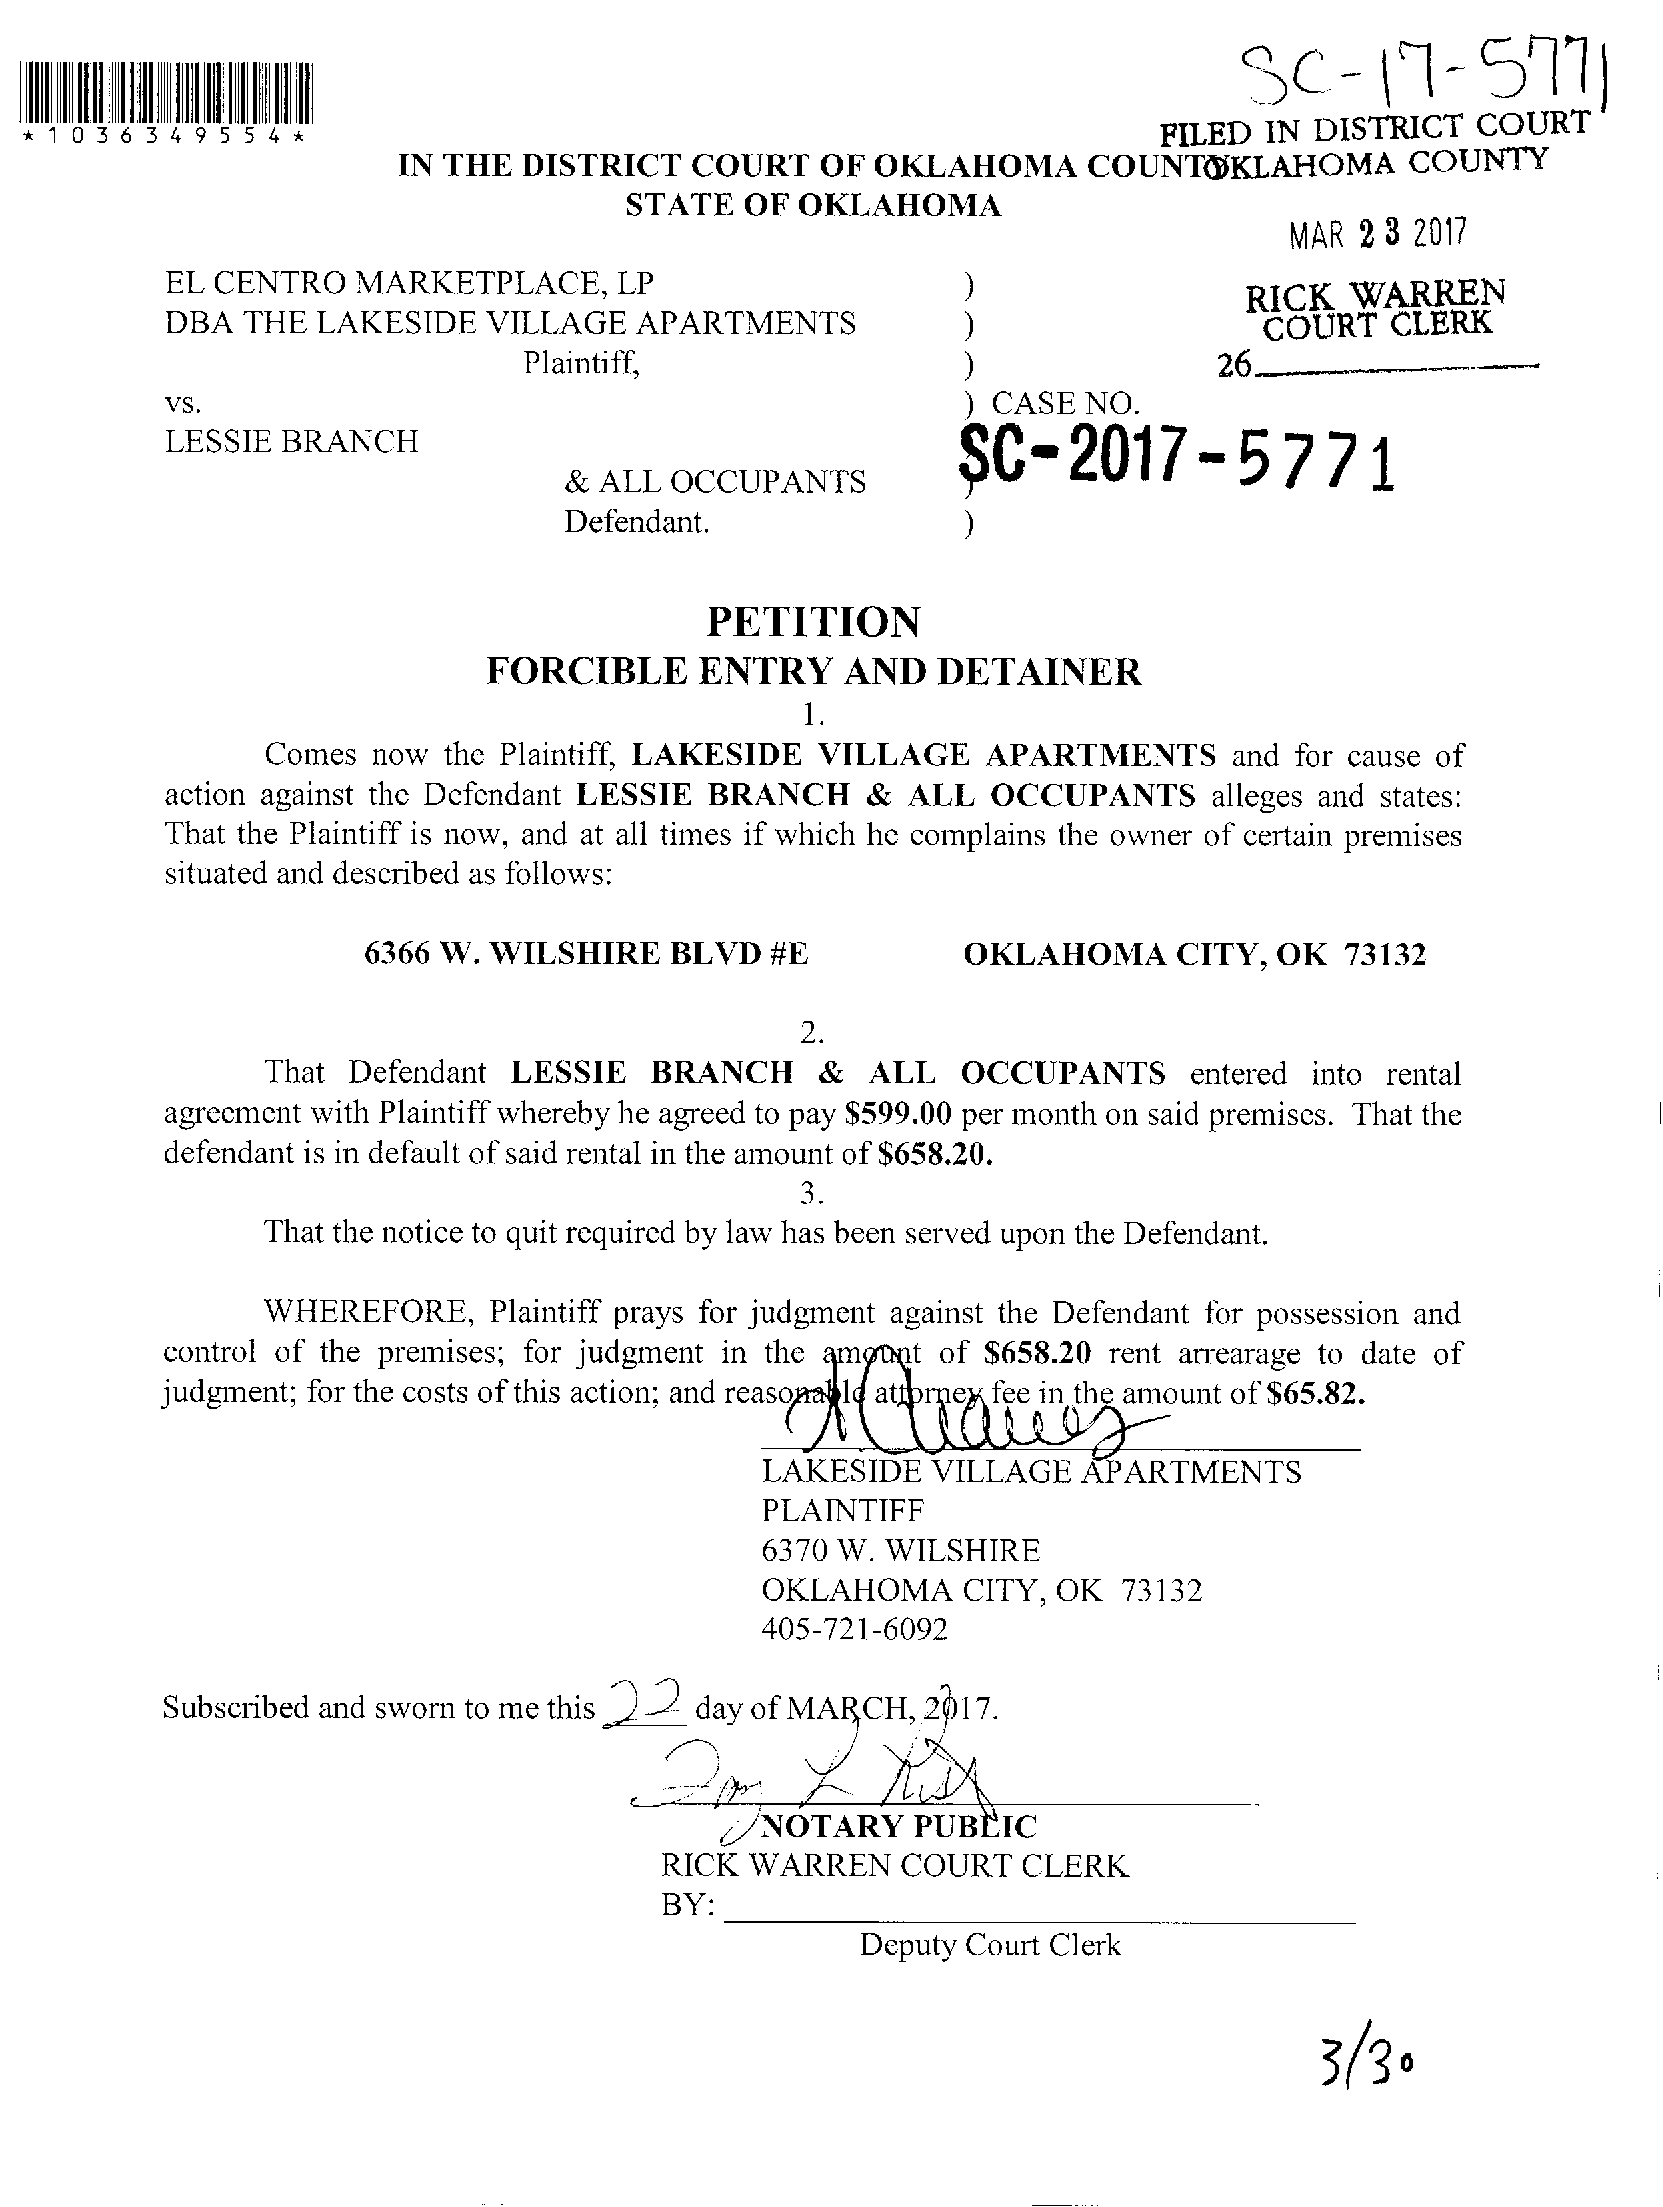 SC-17-5771
*1036349554*
FILED IN DISTRICT COURT
OKLAHOMA COUNTY
IN THE DISTRICT COURT OF OKLAHOMA COUNTY
STATE OF OKLAHOMA
MAR 23 2017
RICK WARREN
COURT CLERK
26
EL CENTRO MARKETPLACE, LP )
DBA THE LAKESIDE VILLAGE APARTMENTS )
Plaintiff, )
vs. ) CASE NO.
LESSIE BRANCH
SC-2017-5771
& ALL OCCUPANTS )
Defendant. )
PETITION
FORCIBLE ENTRY AND DETAINER
1.
Comes now the Plaintiff, LAKESIDE VILLAGE APARTMENTS and for cause of
action against the Defendant LESSIE BRANCH & ALL OCCUPANTS alleges and states:
That the Plaintiff is now, and at all times if which he complains the owner of certain premises
situated and described as follows:
6366 W. WILSHIRE BLVD #E OKLAHOMA CITY, OK 73132
2.
That Defendant LESSIE BRANCH & ALL OCCUPANTS entered into rental
agreement with Plaintiff whereby he agreed to pay $599.00 per month on said premises. That the
defendant is in default of said rental in the amount of $658.20.
3.
That the notice to quit required by law has been served upon the Defendant.
WHEREFORE, Plaintiff prays for judgment against the Defendant for possession and
control of the premises; for judgment in the amount of $658.20 rent arrearage to date of
judgment; for the costs of this action; and reasonable attorney fee in the amount of $65.82.
LAKESIDE VILLAGE APARTMENTS
PLAINTIFF
6370 W. WILSHIRE
OKLAHOMA CITY, OK 73132
405-721-6092
Subscribed and sworn to me this 22 day of MARCH, 2017.
NOTARY PUBLIC
RICK WARREN COURT CLERK
BY:
Deputy Court Clerk
3/30